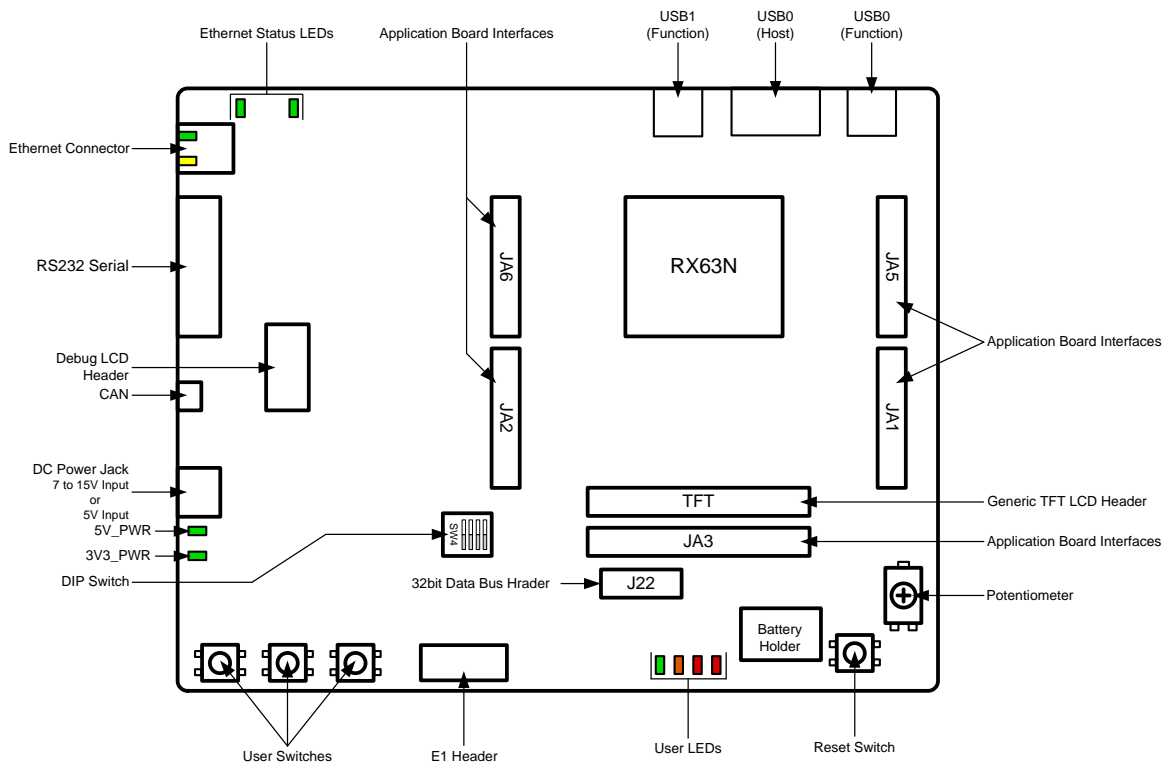 USB1
(Function)
USB0
(Host)
USB0
(Function)
Ethernet Status LEDs
Application Board Interfaces
Ethernet Connector
RS232 Serial
JA6
RX63N
JA5
Application Board Interfaces
Debug LCD
Header
CAN
JA2
JA1
DC Power Jack
7 to 15V Input
or
5V Input
5V_PWR
3V3_PWR
DIP Switch
SW4
TFT
Generic TFT LCD Header
JA3
Application Board Interfaces
32bit Data Bus Hrader
J22
Potentiometer
Battery
Holder
User Switches
E1 Header
User LEDs
Reset Switch